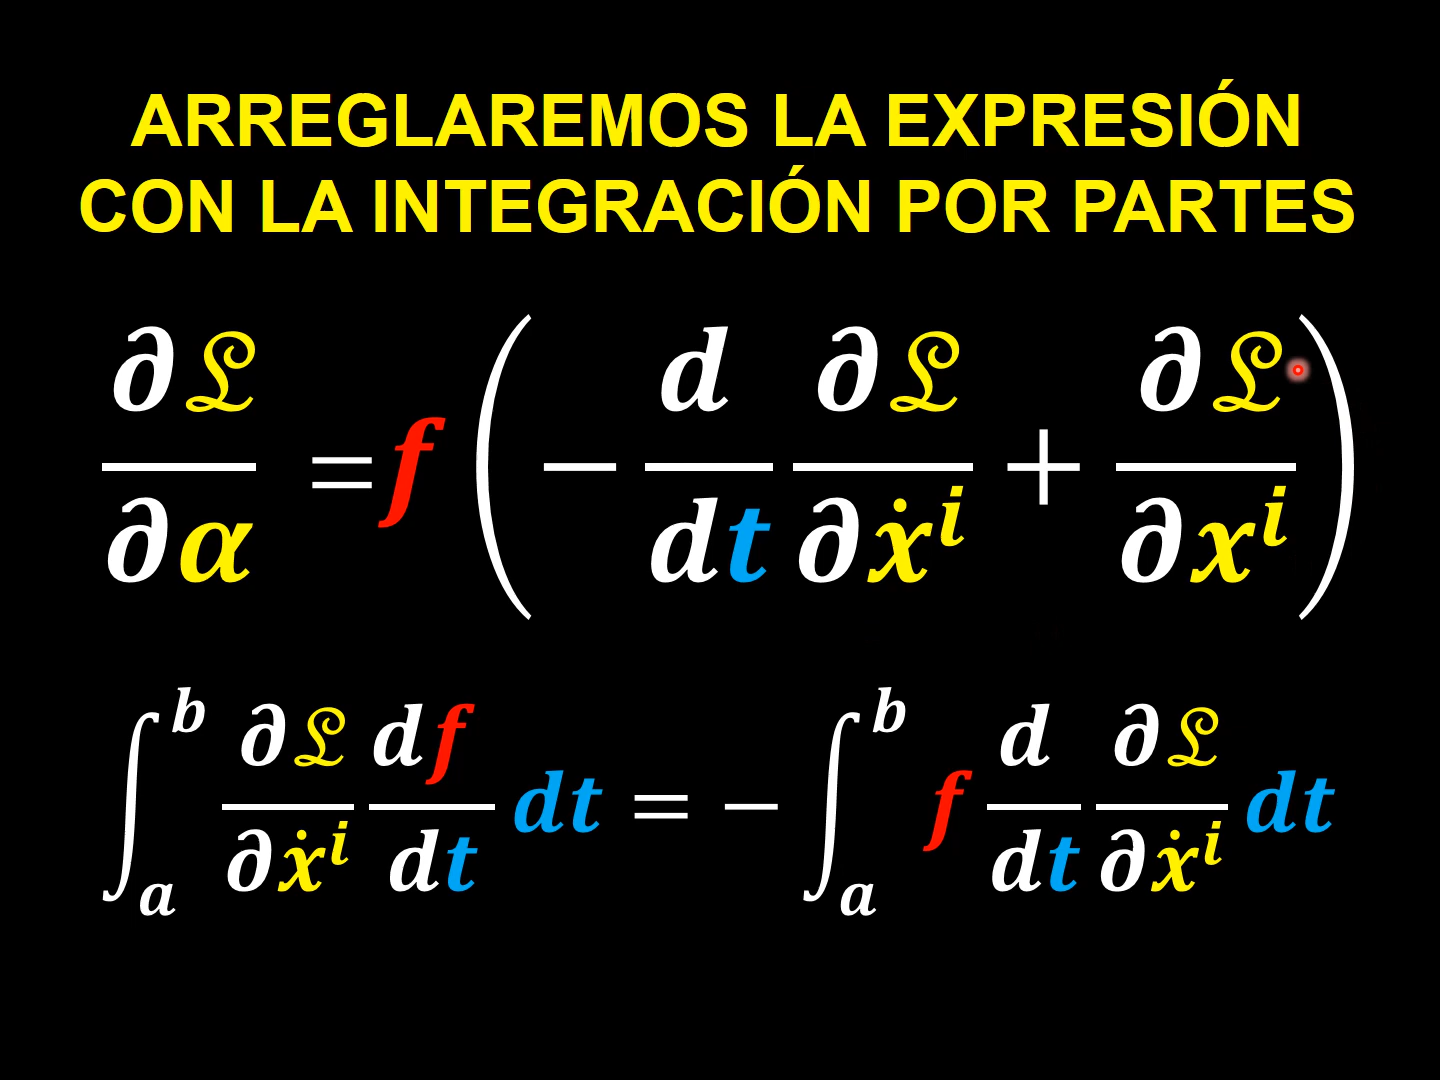 ARREGLAREMOS LA EXPRESIÓN
CON LA INTEGRACIÓN POR PARTES
∂ℒ/∂α = f ( − d/dt ∂ℒ/∂ẋⁱ + ∂ℒ/∂xⁱ )
∫ₐᵇ ∂ℒ/∂ẋⁱ df/dt dt = − ∫ₐᵇ f d/dt ∂ℒ/∂ẋⁱ dt